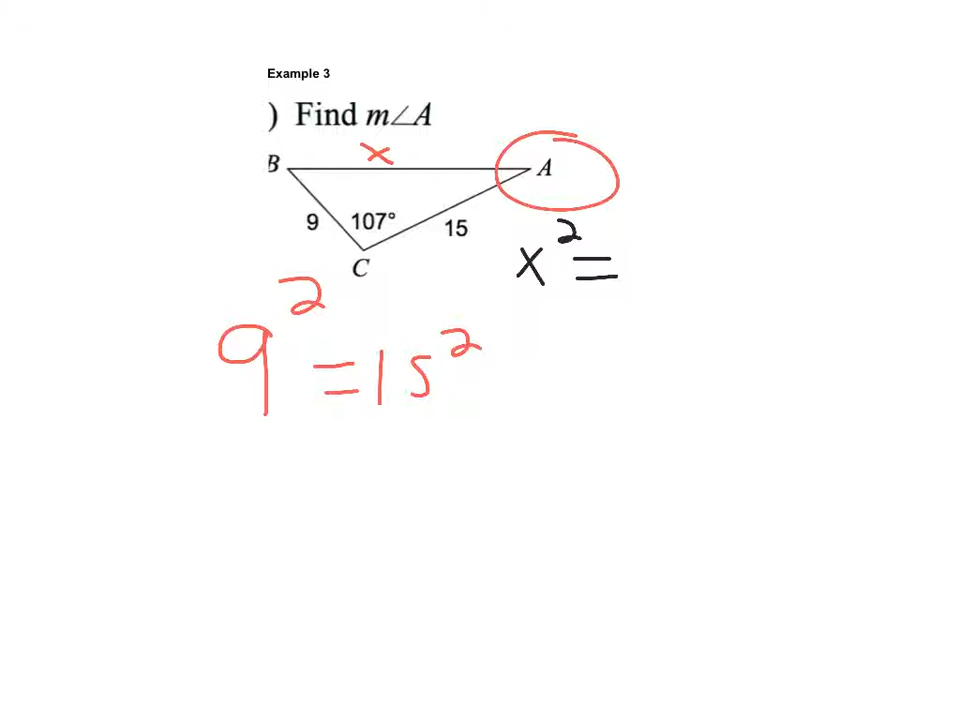 Example 3
) Find m∠A
x
B
A
9
107°
15
C
x² =
9² = 15²